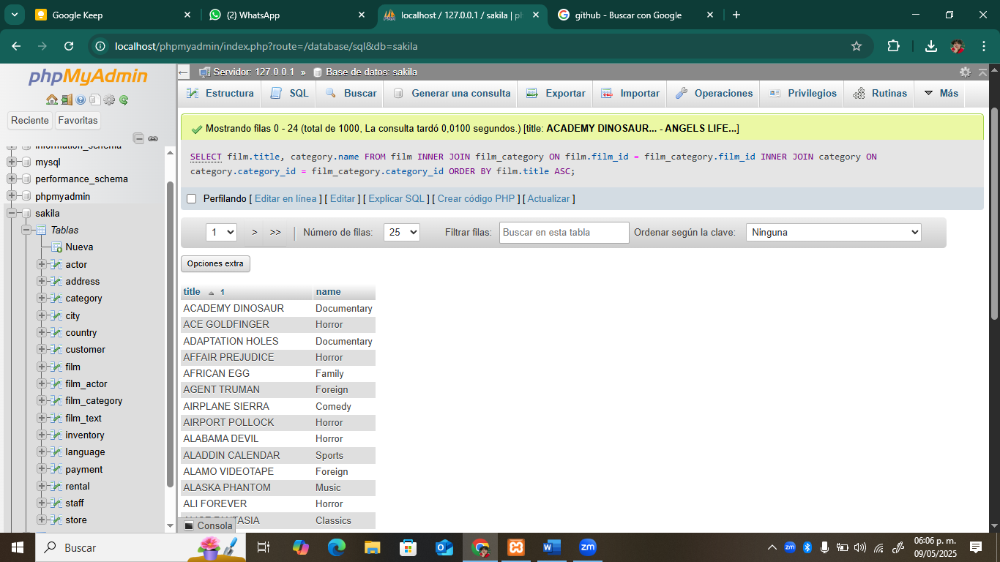 Google Keep
(2) WhatsApp
localhost / 127.0.0.1 / sakila | ph
github - Buscar con Google
localhost/phpmyadmin/index.php?route=/database/sql&db=sakila
phpMyAdmin
Reciente
Favoritas
information_schema
mysql
performance_schema
phpmyadmin
sakila
Tablas
Nueva
actor
address
category
city
country
customer
film
film_actor
film_category
film_text
inventory
language
payment
rental
staff
store
Servidor: 127.0.0.1 » Base de datos: sakila
Estructura
SQL
Buscar
Generar una consulta
Exportar
Importar
Operaciones
Privilegios
Rutinas
Más
Mostrando filas 0 - 24 (total de 1000, La consulta tardó 0,0100 segundos.) [title: ACADEMY DINOSAUR... - ANGELS LIFE...]
SELECT film.title, category.name FROM film INNER JOIN film_category ON film.film_id = film_category.film_id INNER JOIN category ON
category.category_id = film_category.category_id ORDER BY film.title ASC;
Perfilando [ Editar en línea ] [ Editar ] [ Explicar SQL ] [ Crear código PHP ] [ Actualizar ]
1 > >> | Número de filas: 25 Filtrar filas: Buscar en esta tabla Ordenar según la clave: Ninguna
Opciones extra
title 1 name
ACADEMY DINOSAUR Documentary
ACE GOLDFINGER Horror
ADAPTATION HOLES Documentary
AFFAIR PREJUDICE Horror
AFRICAN EGG Family
AGENT TRUMAN Foreign
AIRPLANE SIERRA Comedy
AIRPORT POLLOCK Horror
ALABAMA DEVIL Horror
ALADDIN CALENDAR Sports
ALAMO VIDEOTAPE Foreign
ALASKA PHANTOM Music
ALI FOREVER Horror
Classics
Consola
Buscar
zm
zm
06:06 p. m.
09/05/2025